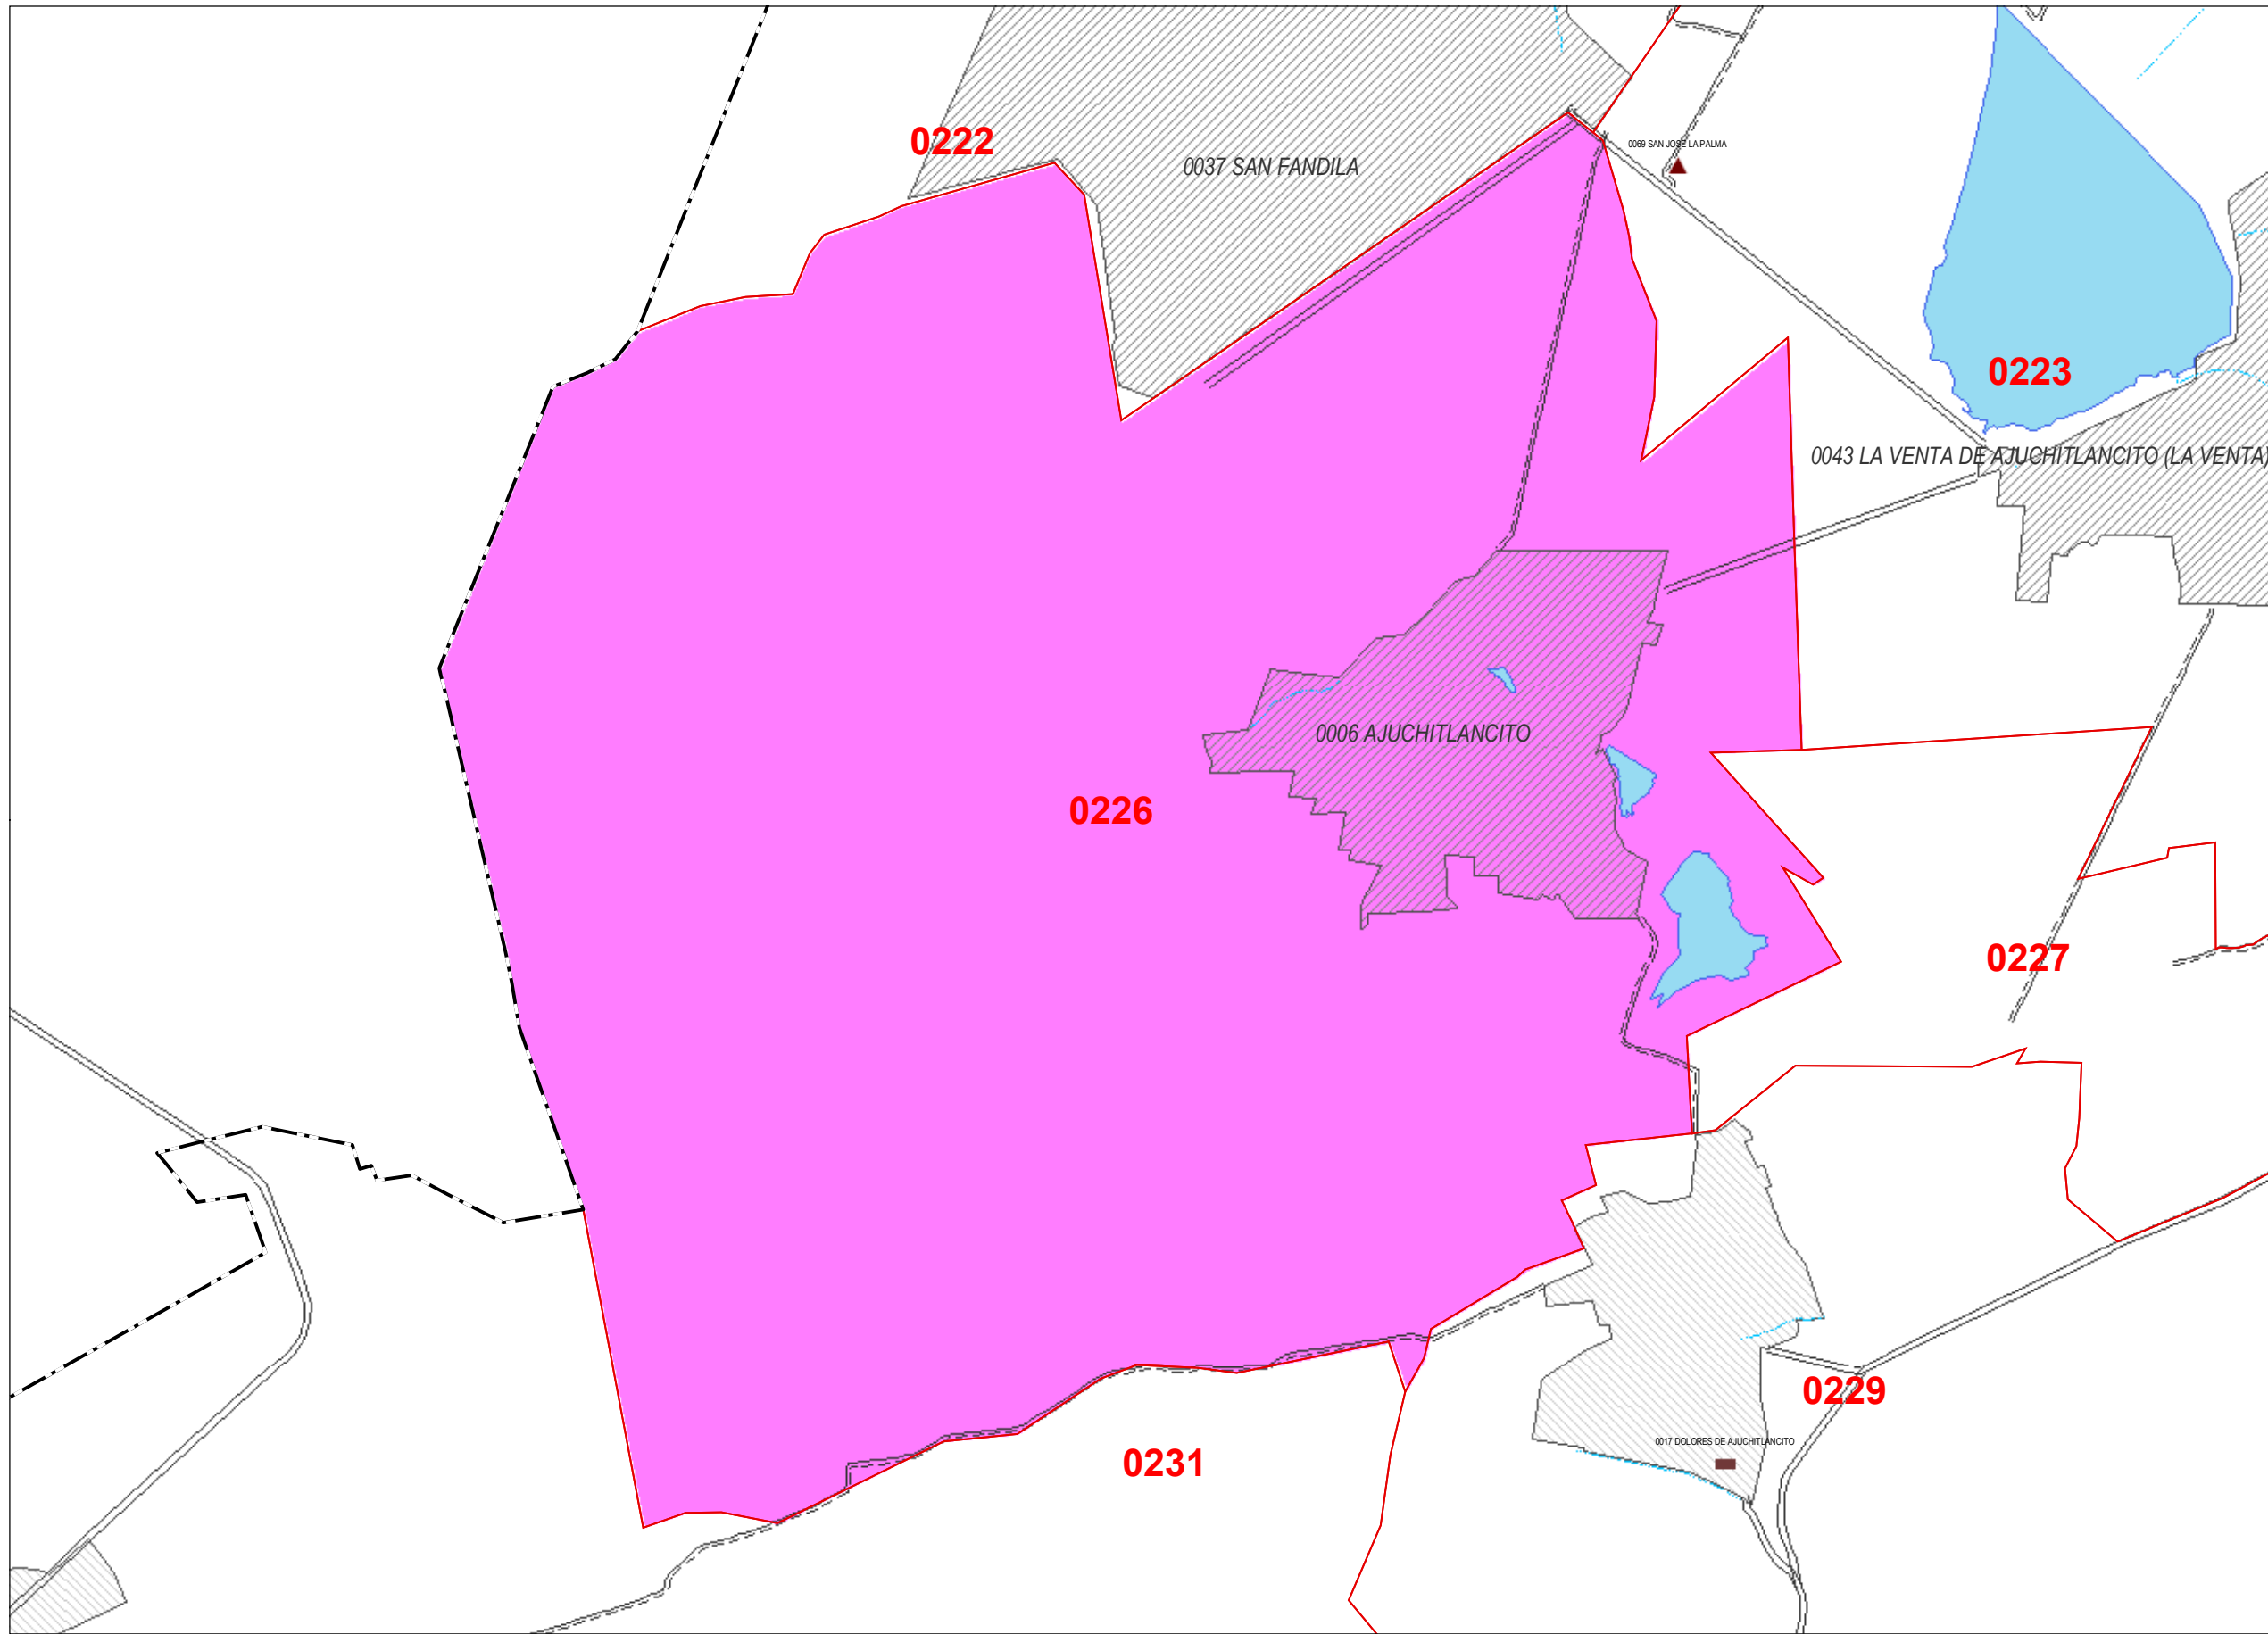 0222
0069 SAN JOSE LA PALMA
0037 SAN FANDILA
0223
0043 LA VENTA DE AJUCHITLANCITO (LA VENTA)
0006 AJUCHITLANCITO
0226
0227
0229
0017 DOLORES DE AJUCHITLANCITO
0231